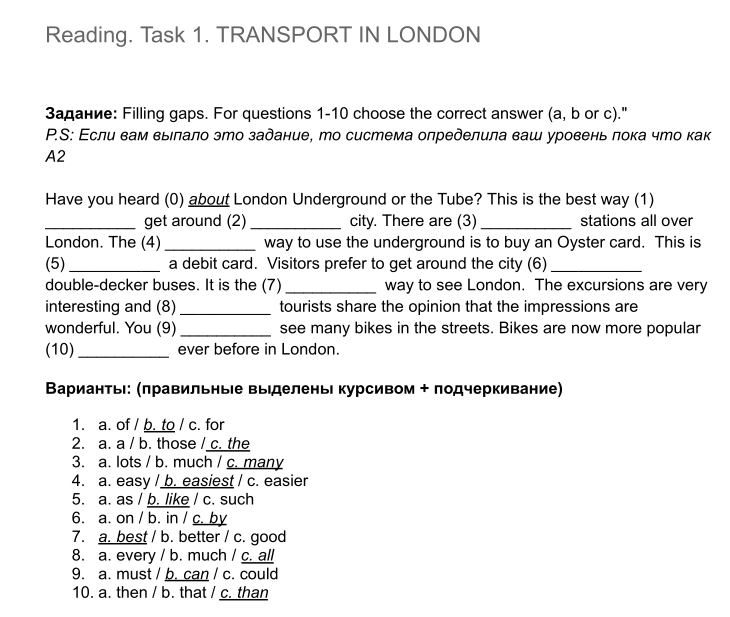 Reading. Task 1. TRANSPORT IN LONDON
Задание: Filling gaps. For questions 1-10 choose the correct answer (a, b or c)."
P.S: Если вам выпало это задание, то система определила ваш уровень пока что как
А2
Have you heard (0) about London Underground or the Tube? This is the best way (1)
__________ get around (2) __________ city. There are (3) __________ stations all over
London. The (4) __________ way to use the underground is to buy an Oyster card.  This is
(5) __________ a debit card.  Visitors prefer to get around the city (6) __________
double-decker buses. It is the (7) __________ way to see London.  The excursions are very
interesting and (8) __________ tourists share the opinion that the impressions are
wonderful. You (9) __________ see many bikes in the streets. Bikes are now more popular
(10) __________ ever before in London.
Варианты: (правильные выделены курсивом + подчеркивание)
1. a. of / b. to / c. for
2. a. a / b. those / c. the
3. a. lots / b. much / c. many
4. a. easy / b. easiest / c. easier
5. a. as / b. like / c. such
6. a. on / b. in / c. by
7. a. best / b. better / c. good
8. a. every / b. much / c. all
9. a. must / b. can / c. could
10. a. then / b. that / c. than